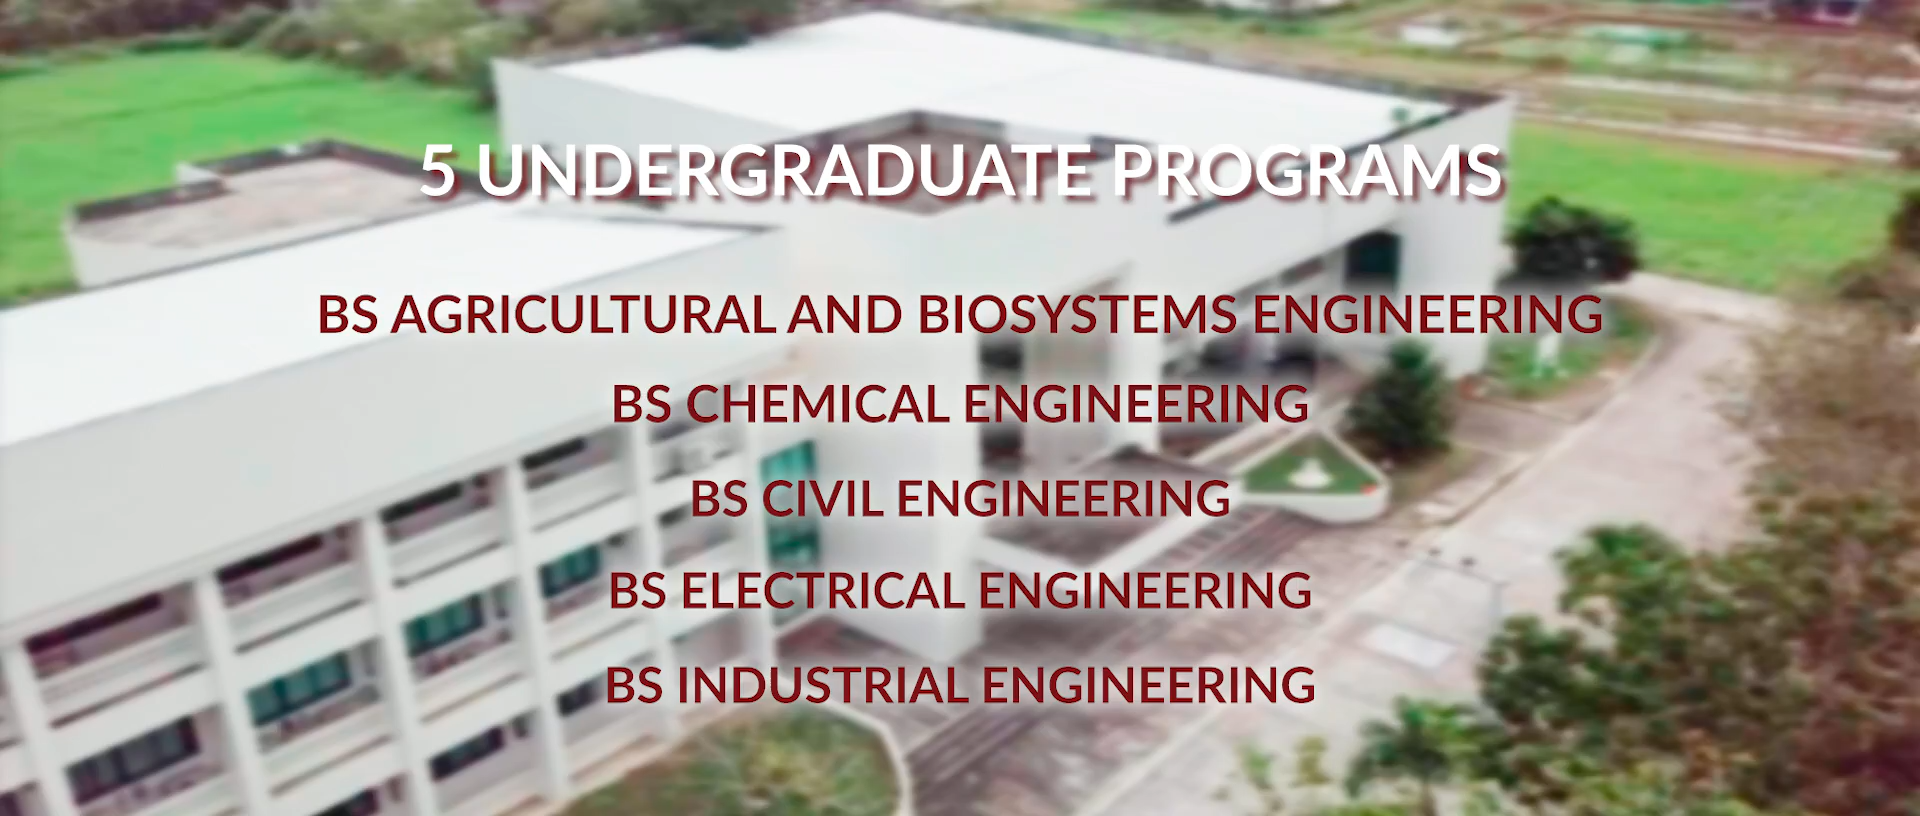 5 UNDERGRADUATE PROGRAMS
BS AGRICULTURAL AND BIOSYSTEMS ENGINEERING
BS CHEMICAL ENGINEERING
BS CIVIL ENGINEERING
BS ELECTRICAL ENGINEERING
BS INDUSTRIAL ENGINEERING